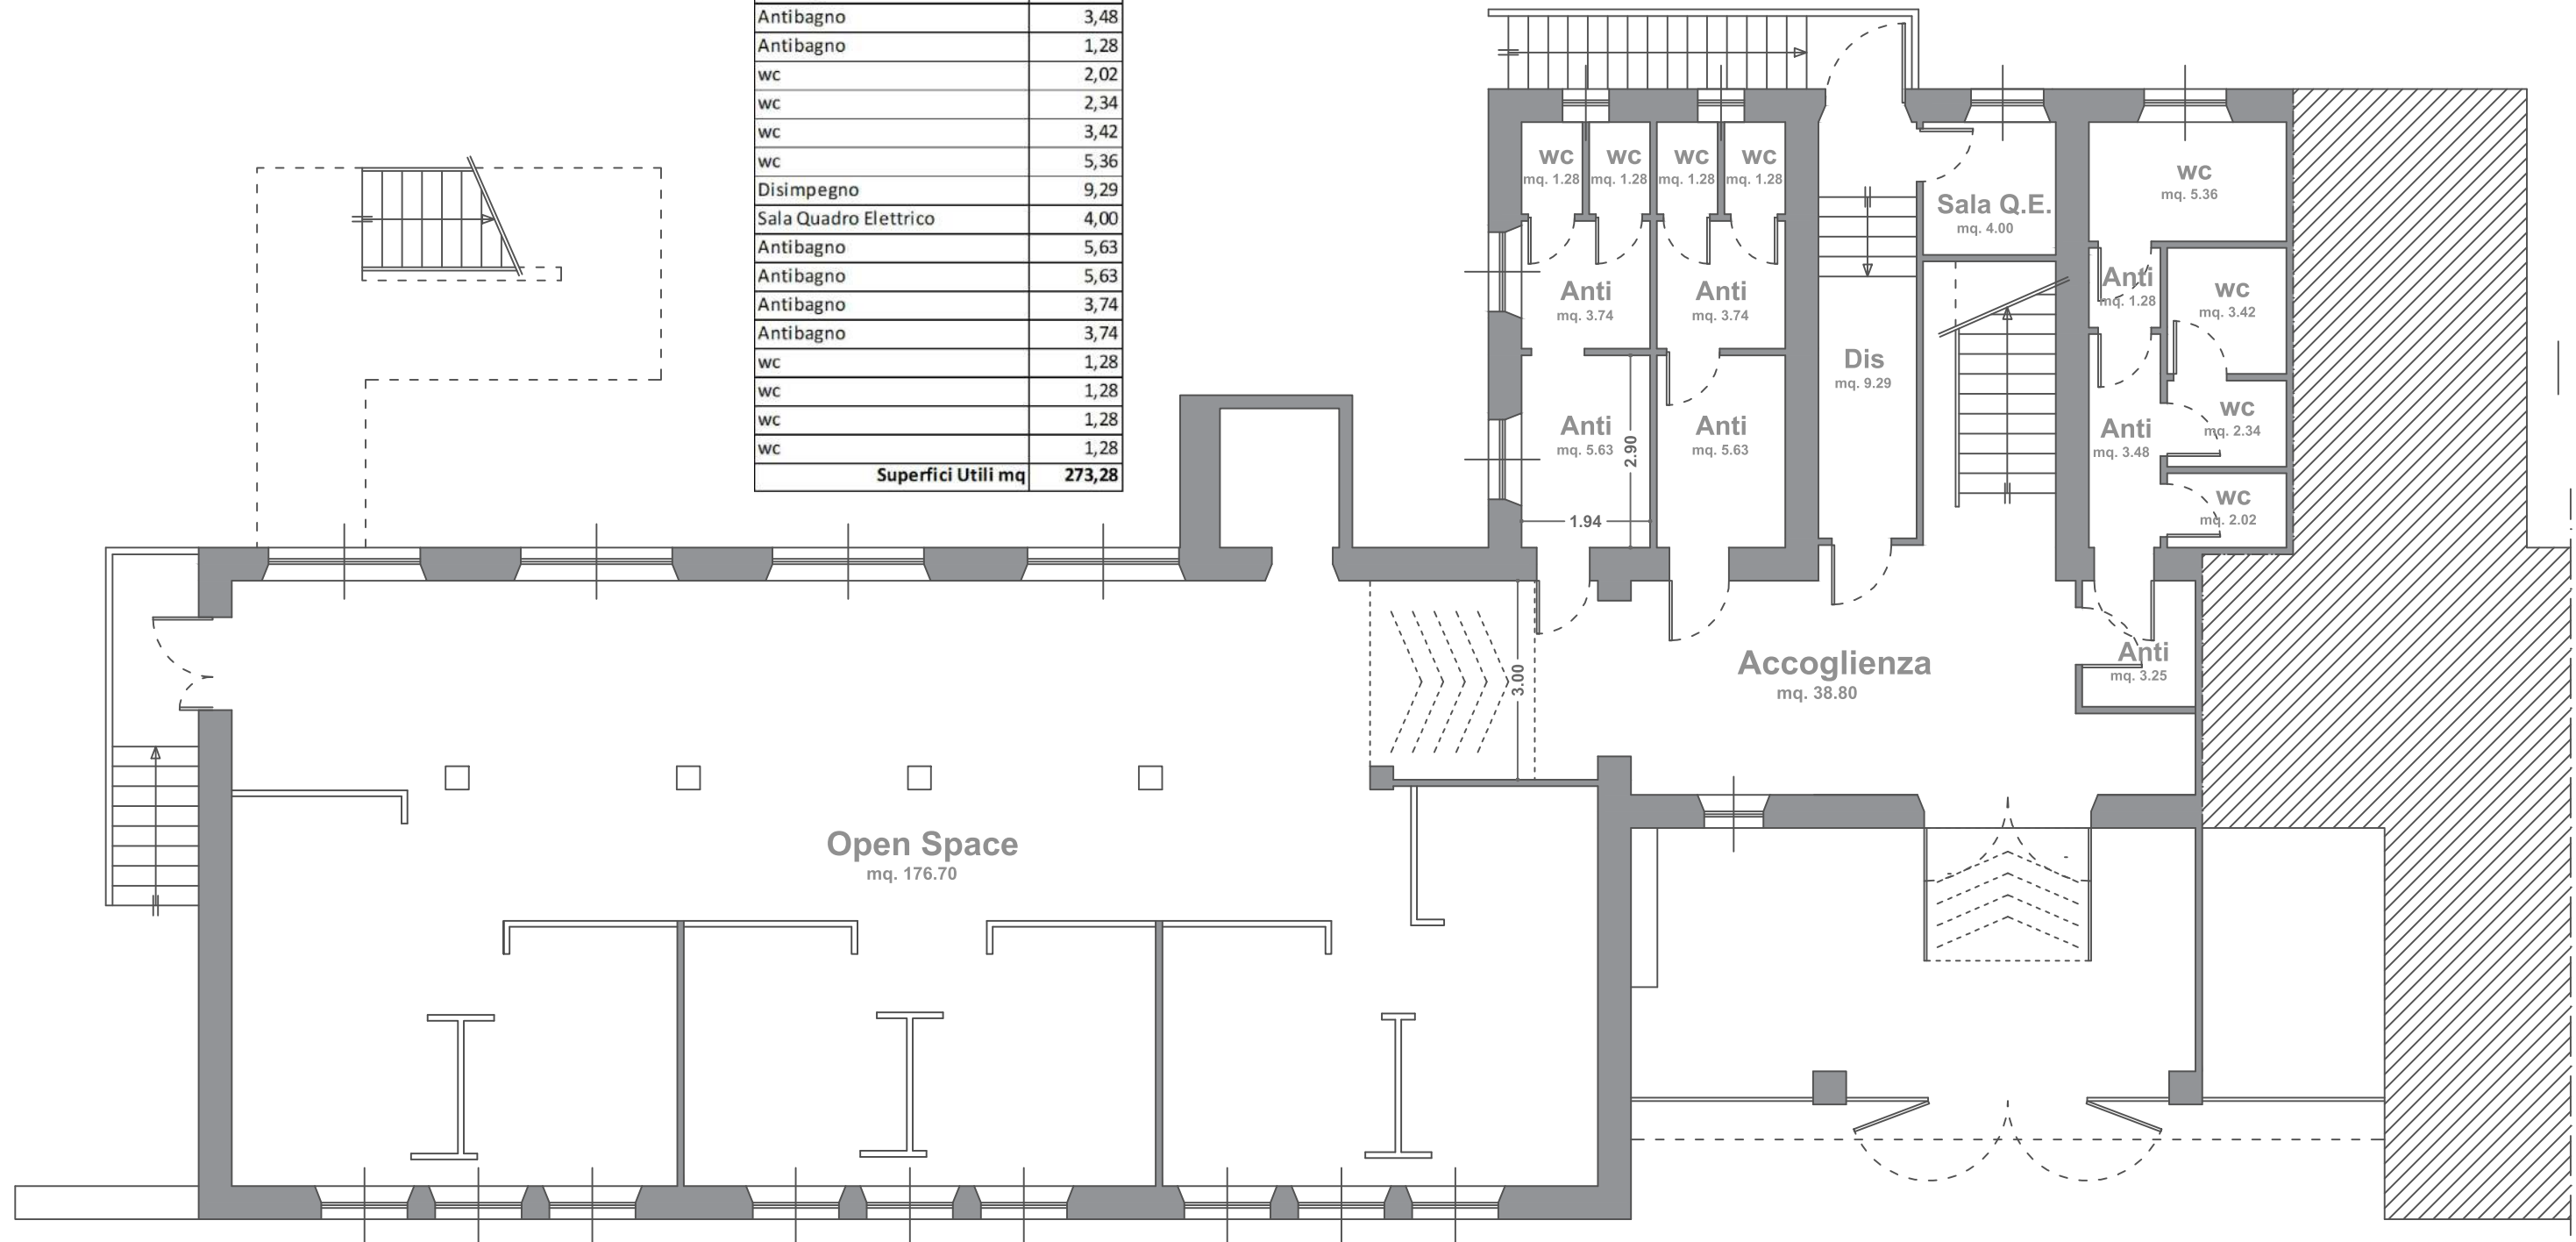 Antibagno 3,48
Antibagno 1,28
wc 2,02
wc 2,34
wc 3,42
wc 5,36
Disimpegno 9,29
Sala Quadro Elettrico 4,00
Antibagno 5,63
Antibagno 5,63
Antibagno 3,74
Antibagno 3,74
wc 1,28
wc 1,28
wc 1,28
wc 1,28
Superfici Utili mq 273,28
wc
mq. 1.28
wc
mq. 1.28
wc
mq. 1.28
wc
mq. 1.28
Sala Q.E.
mq. 4.00
wc
mq. 5.36
Anti
mq. 3.74
Anti
mq. 3.74
Anti
mq. 1.28
wc
mq. 3.42
Dis
mq. 9.29
Anti
mq. 5.63
2.90
Anti
mq. 5.63
Anti
mq. 3.48
wc
mq. 2.34
wc
mq. 2.02
1.94
3.00
Accoglienza
mq. 38.80
Anti
mq. 3.25
Open Space
mq. 176.70